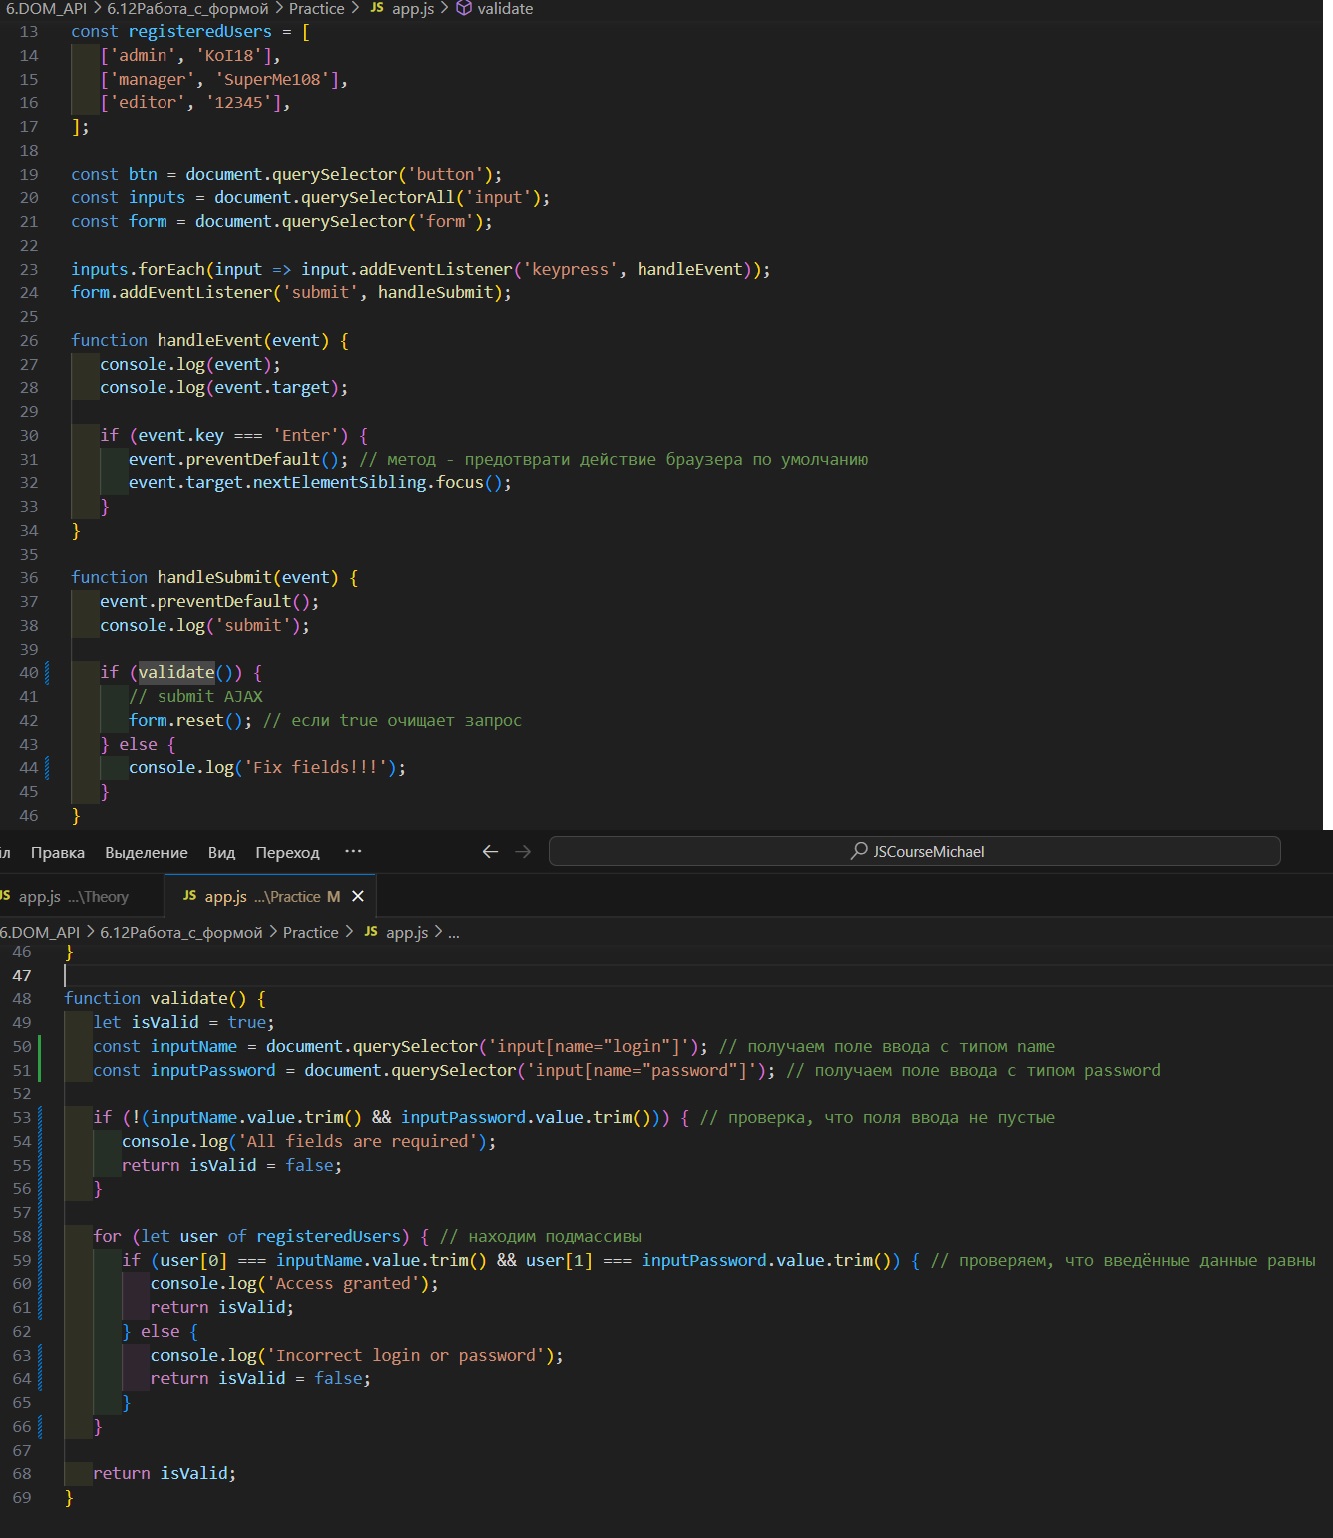 6.DOM_API > 6.12Работа_с_формой > Practice > JS app.js > validate
13 const registeredUsers = [
14 ['admin', 'KoI18'],
15 ['manager', 'SuperMe108'],
16 ['editor', '12345'],
17 ];
18
19 const btn = document.querySelector('button');
20 const inputs = document.querySelectorAll('input');
21 const form = document.querySelector('form');
22
23 inputs.forEach(input => input.addEventListener('keypress', handleEvent));
24 form.addEventListener('submit', handleSubmit);
25
26 function handleEvent(event) {
27 console.log(event);
28 console.log(event.target);
29
30 if (event.key === 'Enter') {
31 event.preventDefault(); // метод - предотврати действие браузера по умолчанию
32 event.target.nextElementSibling.focus();
33 }
34 }
35
36 function handleSubmit(event) {
37 event.preventDefault();
38 console.log('submit');
39
40 if (validate()) {
41 // submit AJAX
42 form.reset(); // если true очищает запрос
43 } else {
44 console.log('Fix fields!!!');
45 }
46 }
йл Правка Выделение Вид Переход ··· ← → JSCourseMichael
JS app.js ...\Theory JS app.js ...\Practice M ×
6.DOM_API > 6.12Работа_с_формой > Practice > JS app.js > ...
46 }
47
48 function validate() {
49 let isValid = true;
50 const inputName = document.querySelector('input[name="login"]'); // получаем поле ввода с типом name
51 const inputPassword = document.querySelector('input[name="password"]'); // получаем поле ввода с типом password
52
53 if (!(inputName.value.trim() && inputPassword.value.trim())) { // проверка, что поля ввода не пустые
54 console.log('All fields are required');
55 return isValid = false;
56 }
57
58 for (let user of registeredUsers) { // находим подмассивы
59 if (user[0] === inputName.value.trim() && user[1] === inputPassword.value.trim()) { // проверяем, что введённые данные равны
60 console.log('Access granted');
61 return isValid;
62 } else {
63 console.log('Incorrect login or password');
64 return isValid = false;
65 }
66 }
67
68 return isValid;
69 }